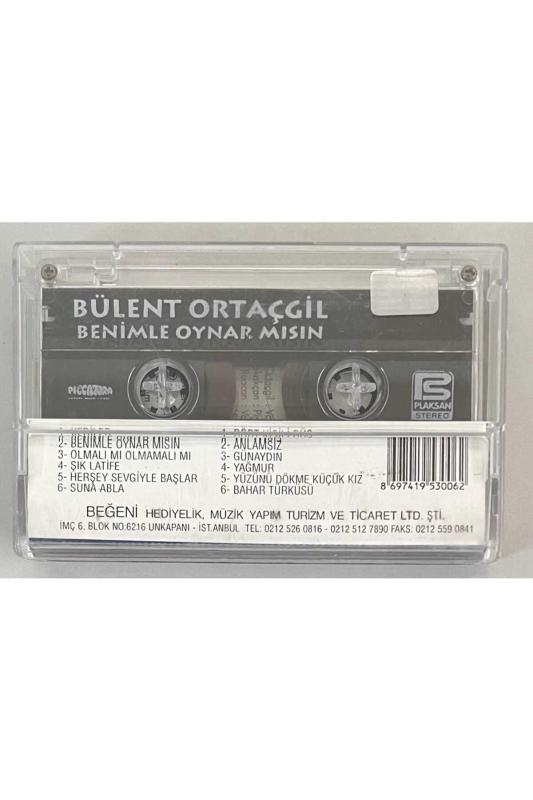 BÜLENT ORTAÇGİL
BENİMLE OYNAR MISIN
PICCATURA
PLAKSAN
STEREO
2- BENİMLE OYNAR MISIN
3- OLMALI MI OLMAMALI MI
4- ŞIK LATİFE
5- HERŞEY SEVGİYLE BAŞLAR
6- SUNA ABLA
2- ANLAMSIZ
3- GÜNAYDIN
4- YAĞMUR
5- YÜZÜNÜ DÖKME KÜÇÜK KIZ
6- BAHAR TÜRKÜSÜ
8 697419 530062
BEĞENİ HEDİYELİK, MÜZİK YAPIM TURİZM VE TİCARET LTD. ŞTİ.
İMÇ 6. BLOK NO:6216 UNKAPANI - İSTANBUL TEL: 0212 526 0816 - 0212 512 7890 FAKS: 0212 559 0841